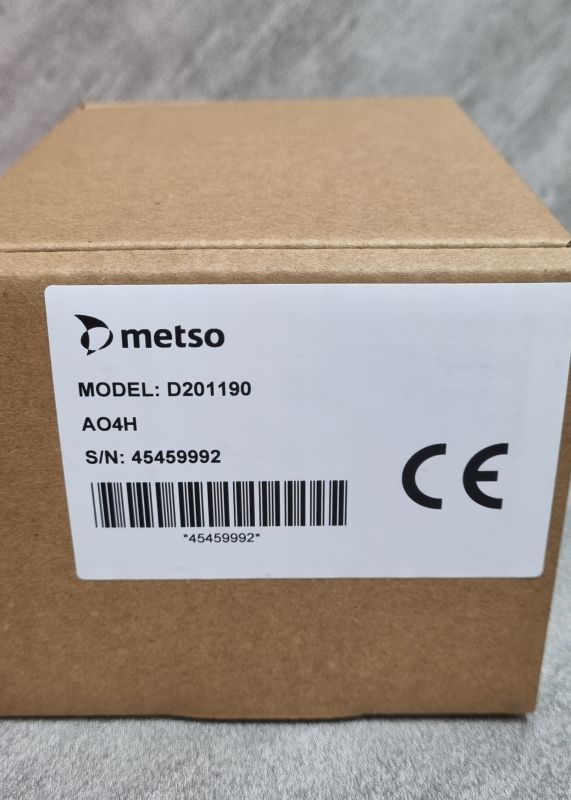 metso
MODEL: D201190
AO4H
S/N: 45459992
CE
*45459992*